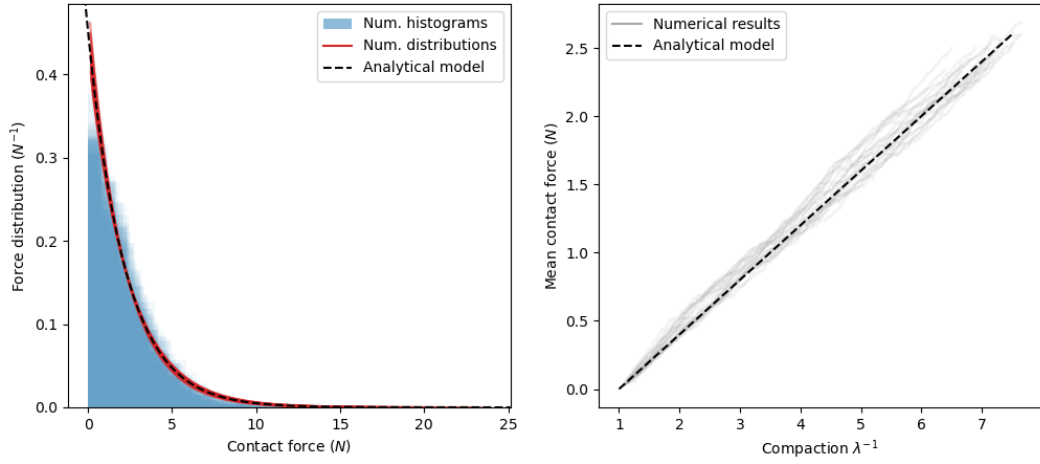 Num. histograms
Num. distributions
Analytical model
Force distribution (N⁻¹)
0.4
0.3
0.2
0.1
0.0
0 5 10 15 20 25
Contact force (N)
Numerical results
Analytical model
Mean contact force (N)
2.5
2.0
1.5
1.0
0.5
0.0
1 2 3 4 5 6 7
Compaction λ⁻¹